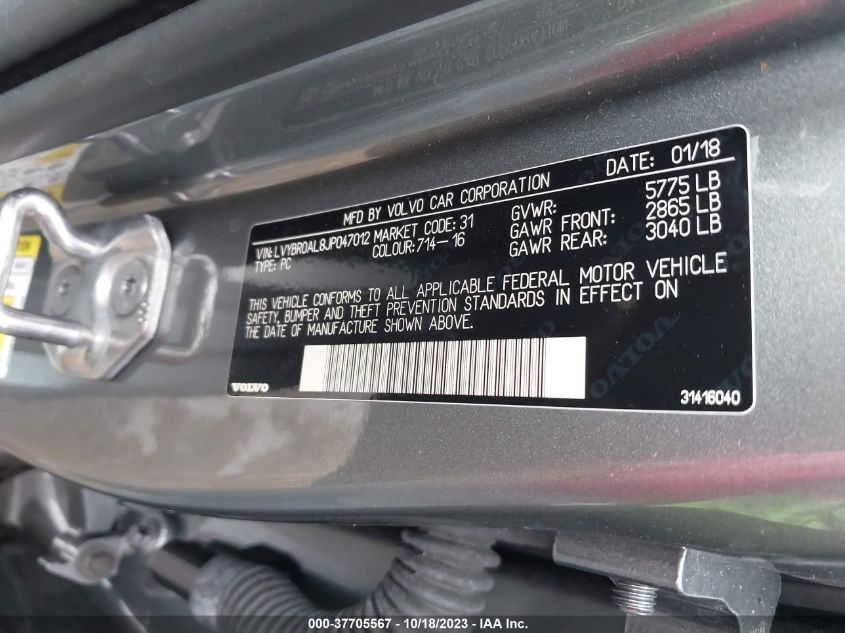 MFD BY VOLVO CAR CORPORATION DATE: 01/18
VIN: LVYBR0AL8JP047012 MARKET CODE: 31 GVWR: 5775 LB
TYPE: PC COLOUR: 714-16 GAWR FRONT: 2865 LB
GAWR REAR: 3040 LB
THIS VEHICLE CONFORMS TO ALL APPLICABLE FEDERAL MOTOR VEHICLE
SAFETY, BUMPER AND THEFT PREVENTION STANDARDS IN EFFECT ON
THE DATE OF MANUFACTURE SHOWN ABOVE.
VOLVO
VOLVO
VOLVO
31416040
000-37705567 - 10/18/2023 - IAA Inc.